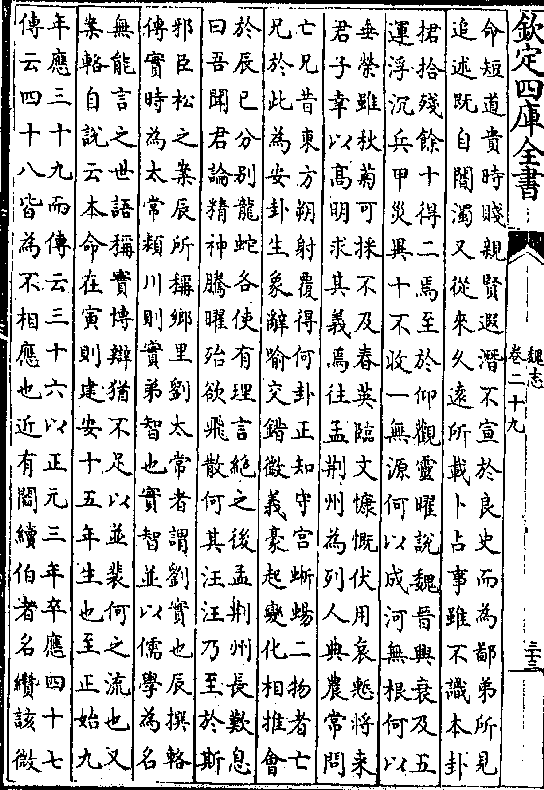 欽定四庫全書
魏志
卷二十九
三十三
命短道貴時賤親賢遐潛不宣於良史而為鄙弟所見
追述既自闇濁又從來久遠所載卜占事雖不識本卦
捃拾殘餘十得二焉至於仰觀靈曜說魏晉興衰及五
運浮沉兵甲災異十不收一無源何以成河無根何以
垂榮雖秋菊可採不及春英臨文慷慨伏用哀慙將來
君子幸以髙明求其義焉往孟荆州為列人典農常問
亡兄昔東方朔射覆得何卦正知守宫蜥蜴二物者亡
兄於此為安卦生象辭喻交錯微義豪起變化相推會
於辰巳分别龍蛇各使有理言絶之後孟荆州長歎息
曰吾聞君論精神騰曜殆欲飛散何其汪汪乃至於斯
邪臣松之案辰所稱鄉里劉太常者謂劉實也辰撰輅
傳實時為太常潁川則實弟智也實智並以儒學為名
無能言之世語稱實博辯猶不足以並裴何之流也又
案輅自說云本命在寅則建安十五年生也至正始九
年應三十九而傳云三十六以正元三年卒應四十七
傳云四十八皆為不相應也近有閻續伯者名纘該微